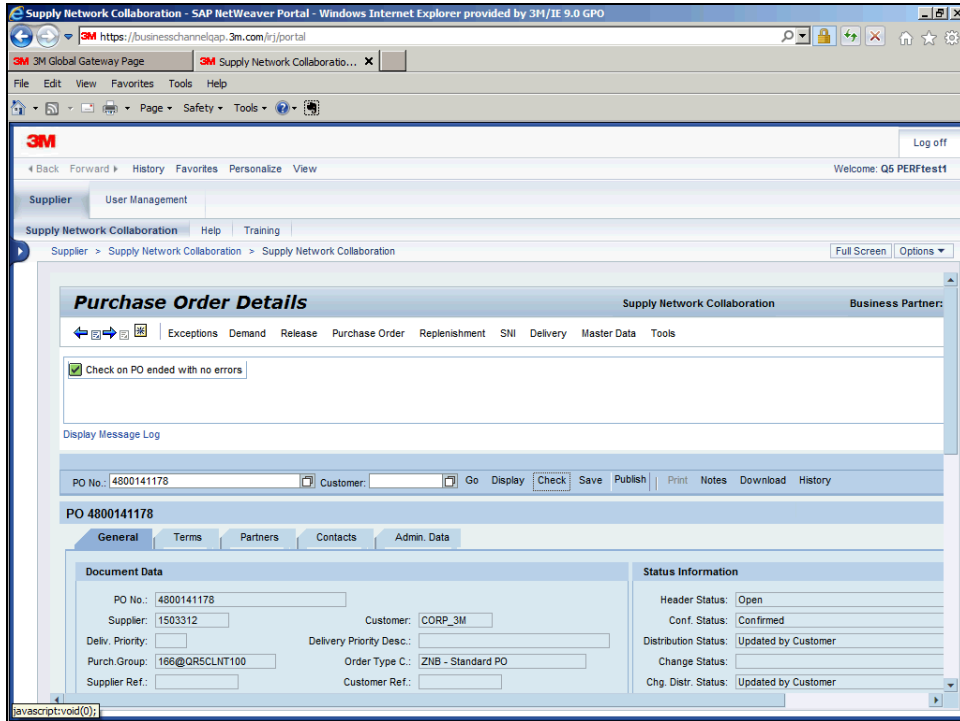 Supply Network Collaboration - SAP NetWeaver Portal - Windows Internet Explorer provided by 3M/IE 9.0 GPO
3M https://businesschannelqap.3m.com/irj/portal
3M 3M Global Gateway Page 3M Supply Network Collaboratio... X
File Edit View Favorites Tools Help
Page Safety Tools
3M Log off
Back Forward History Favorites Personalize View Welcome: Q5 PERFtest1
Supplier User Management
Supply Network Collaboration Help Training
Supplier > Supply Network Collaboration > Supply Network Collaboration Full Screen Options
Purchase Order Details Supply Network Collaboration Business Partner:
Exceptions Demand Release Purchase Order Replenishment SNI Delivery Master Data Tools
Check on PO ended with no errors
Display Message Log
PO No.: 4800141178 Customer: Go Display Check Save Publish Print Notes Download History
PO 4800141178
General Terms Partners Contacts Admin. Data
Document Data Status Information
PO No.: 4800141178 Header Status: Open
Supplier: 1503312 Customer: CORP_3M Conf. Status: Confirmed
Deliv. Priority: Delivery Priority Desc.: Distribution Status: Updated by Customer
Purch.Group: 166@QR5CLNT100 Order Type C.: ZNB - Standard PO Change Status:
Supplier Ref.: Customer Ref.: Chg. Distr. Status: Updated by Customer
javascript:void(0);